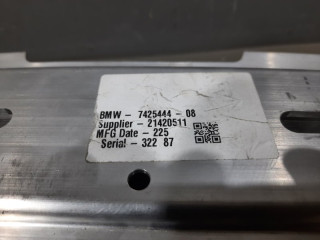 BMW - 7425444 - 08
Supplier - 21420511
MFG Date - 225
Serial - 322 87